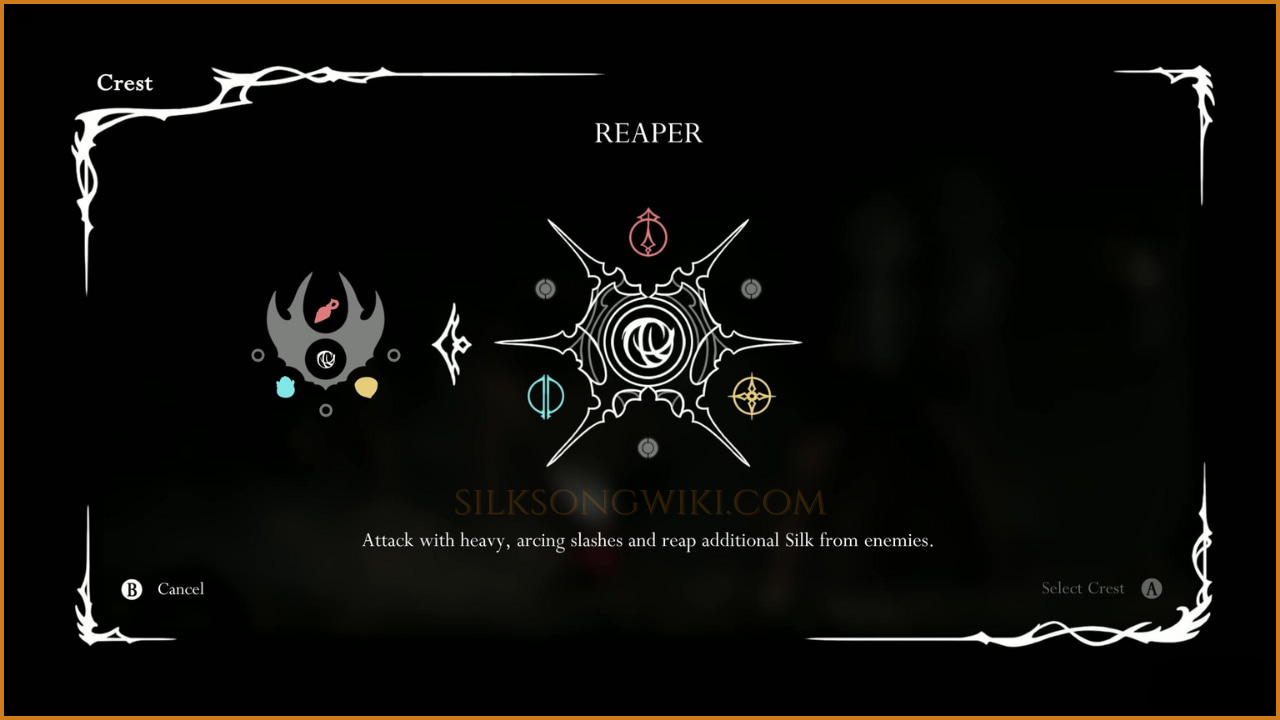 Crest
REAPER
SILKSONGWIKI.COM
Attack with heavy, arcing slashes and reap additional Silk from enemies.
B Cancel
Select Crest A